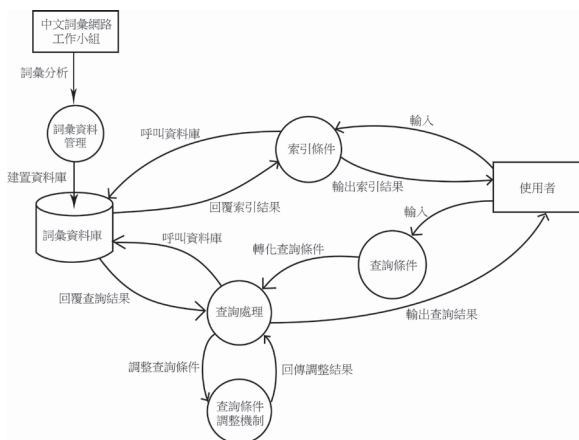 中文詞彙網路
工作小組
詞彙分析
詞彙資料
管理
建置資料庫
詞彙資料庫
呼叫資料庫
索引條件
輸入
回覆索引結果
輸出索引結果
使用者
輸入
呼叫資料庫
轉化查詢條件
查詢條件
回覆查詢結果
查詢處理
輸出查詢結果
調整查詢條件
回傳調整結果
查詢條件
調整機制